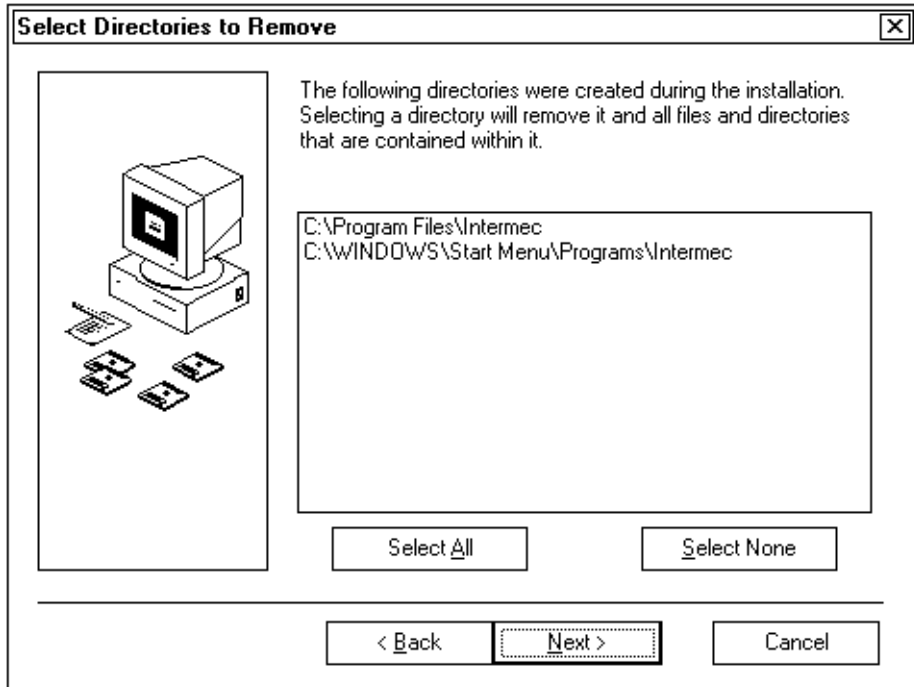 Select Directories to Remove
The following directories were created during the installation.
Selecting a directory will remove it and all files and directories
that are contained within it.
C:\Program Files\Intermec
C:\WINDOWS\Start Menu\Programs\Intermec
Select All
Select None
< Back
Next >
Cancel